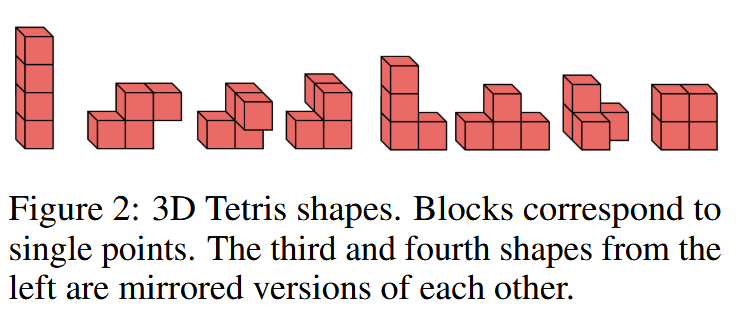 Figure 2: 3D Tetris shapes. Blocks correspond to
single points. The third and fourth shapes from the
left are mirrored versions of each other.